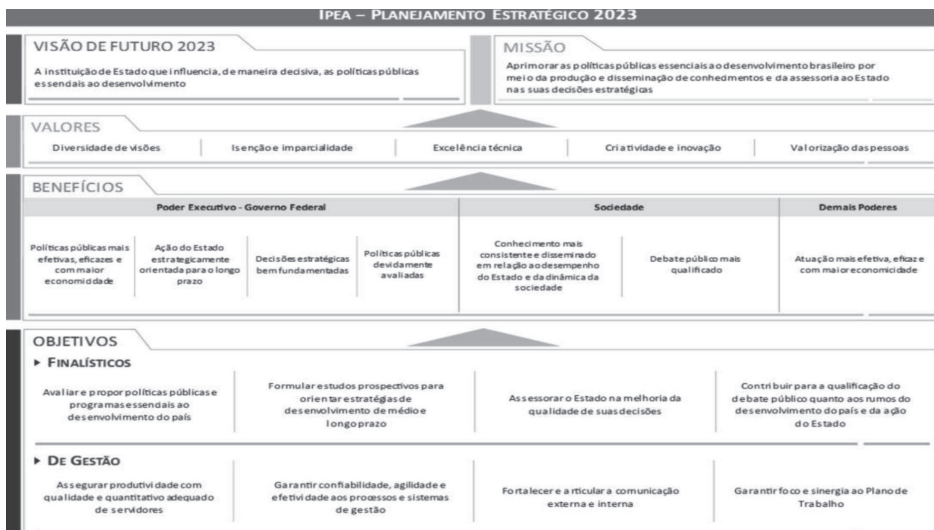 IPEA – PLANEJAMENTO ESTRATÉGICO 2023
VISÃO DE FUTURO 2023
A instituição de Estado que influencia, de maneira decisiva, as políticas públicas
essenciais ao desenvolvimento
MISSÃO
Aprimorar as políticas públicas essenciais ao desenvolvimento brasileiro por
meio da produção e disseminação de conhecimentos e da assessoria ao Estado
nas suas decisões estratégicas
VALORES
Diversidade de visões
Isenção e imparcialidade
Excelência técnica
Criatividade e inovação
Valorização das pessoas
BENEFÍCIOS
Poder Executivo - Governo Federal
Sociedade
Demais Poderes
Políticas públicas mais
efetivas, eficazes e
com maior
economicidade
Ação do Estado
estrategicamente
orientada para o longo
prazo
Decisões estratégicas
bem fundamentadas
Políticas públicas
devidamente
avaliadas
Conhecimento mais
consistente e disseminado
em relação ao desempenho
do Estado e da dinâmica da
sociedade
Debate público mais
qualificado
Atuação mais efetiva, eficaz e
com maior economicidade
OBJETIVOS
FINALÍSTICOS
Avaliar e propor políticas públicas e
programas essenciais ao
desenvolvimento do país
Formular estudos prospectivos para
orientar estratégias de
desenvolvimento de médio e
longo prazo
Assessorar o Estado na melhoria da
qualidade de suas decisões
Contribuir para a qualificação do
debate público quanto aos rumos do
desenvolvimento do país e da ação
do Estado
DE GESTÃO
Assegurar produtividade com
qualidade e quantitativo adequado
de servidores
Garantir confiabilidade, agilidade e
efetividade aos processos e sistemas
de gestão
Fortalecer e articular a comunicação
externa e interna
Garantir foco e sinergia ao Plano de
Trabalho